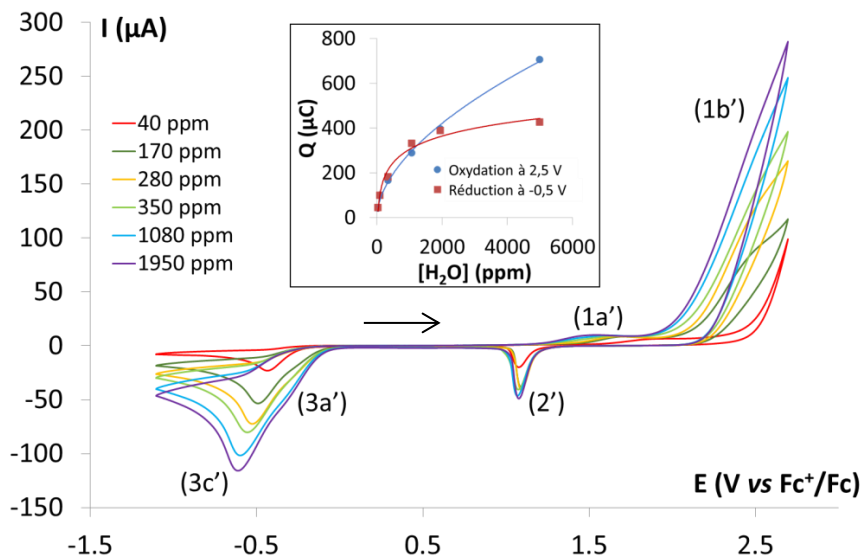 I (µA)
300
250
200
150
100
50
0
-50
-100
-150
-1.5
-0.5
0.5
1.5
2.5
E (V vs Fc⁺/Fc)
40 ppm
170 ppm
280 ppm
350 ppm
1080 ppm
1950 ppm
800
600
400
200
0
Q (µC)
Oxydation à 2,5 V
Réduction à -0,5 V
0
2000
4000
6000
[H₂O] (ppm)
(1b')
(1a')
(2')
(3a')
(3c')